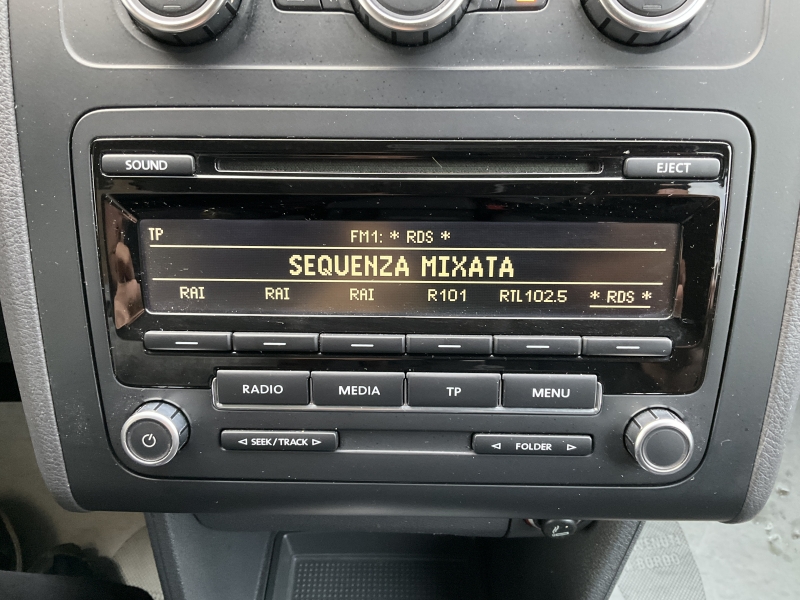 SOUND
EJECT
TP FM1: * RDS *
SEQUENZA MIXATA
RAI RAI RAI R101 RTL102.5 * RDS *
RADIO MEDIA TP MENU
SEEK/TRACK
FOLDER